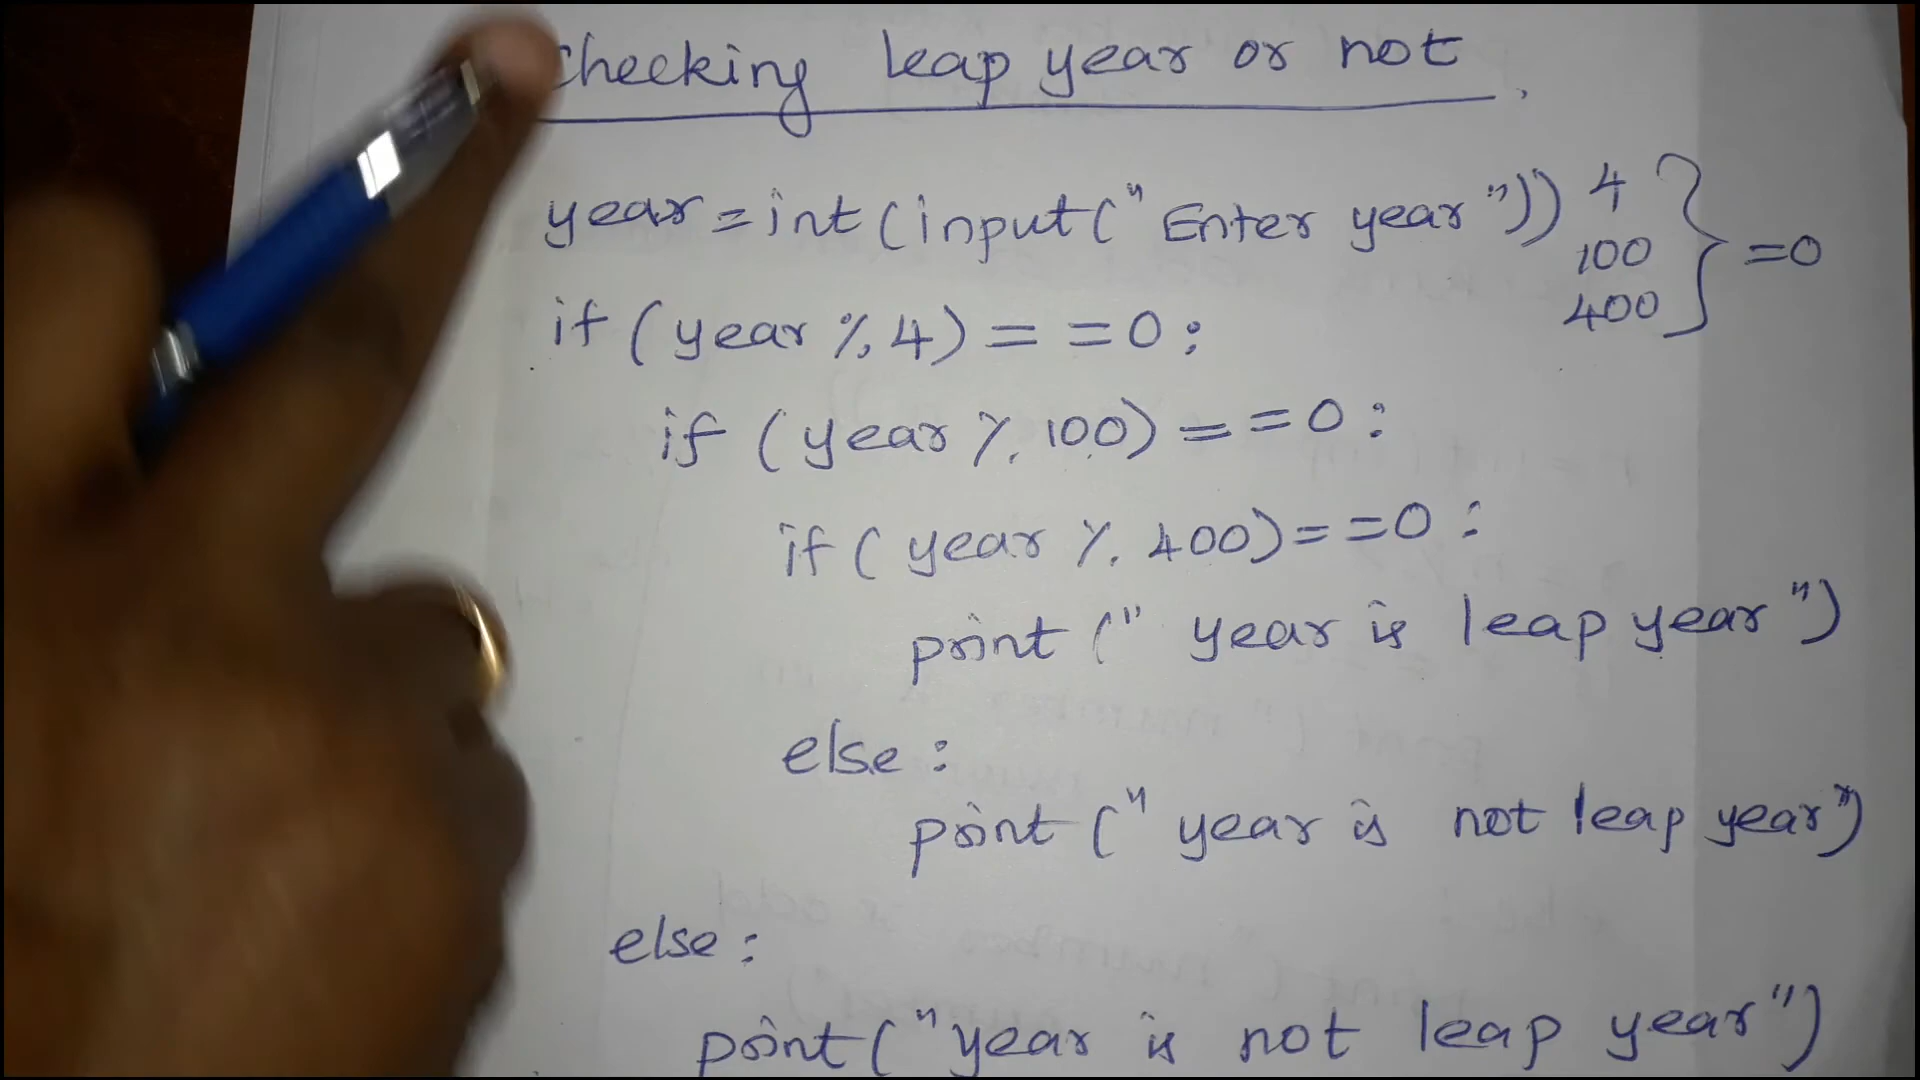 Checking leap year or not.
year=int(input("Enter year")) 4
100 } =0
400
if (year % 4) = =0:
if (year % 100) = =0:
if (year % 400) = =0:
print (" year is leap year")
else:
print (" year is not leap year")
else:
print ("year is not leap year")